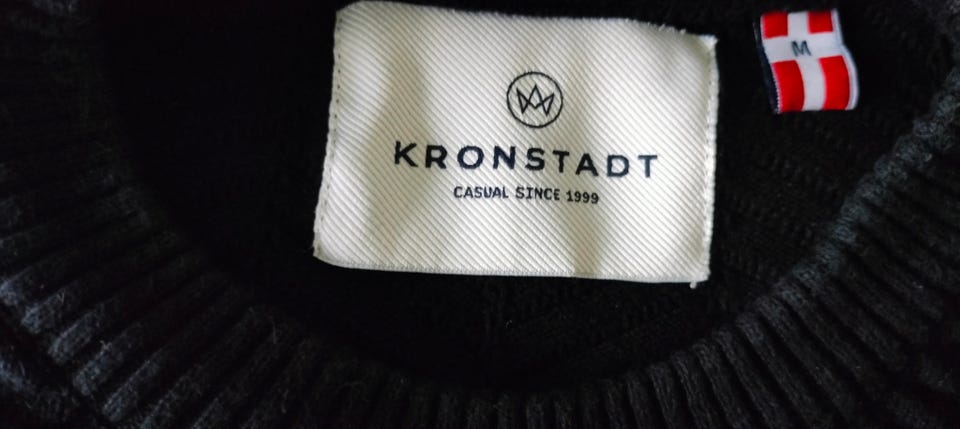 KRONSTADT
CASUAL SINCE 1999
M